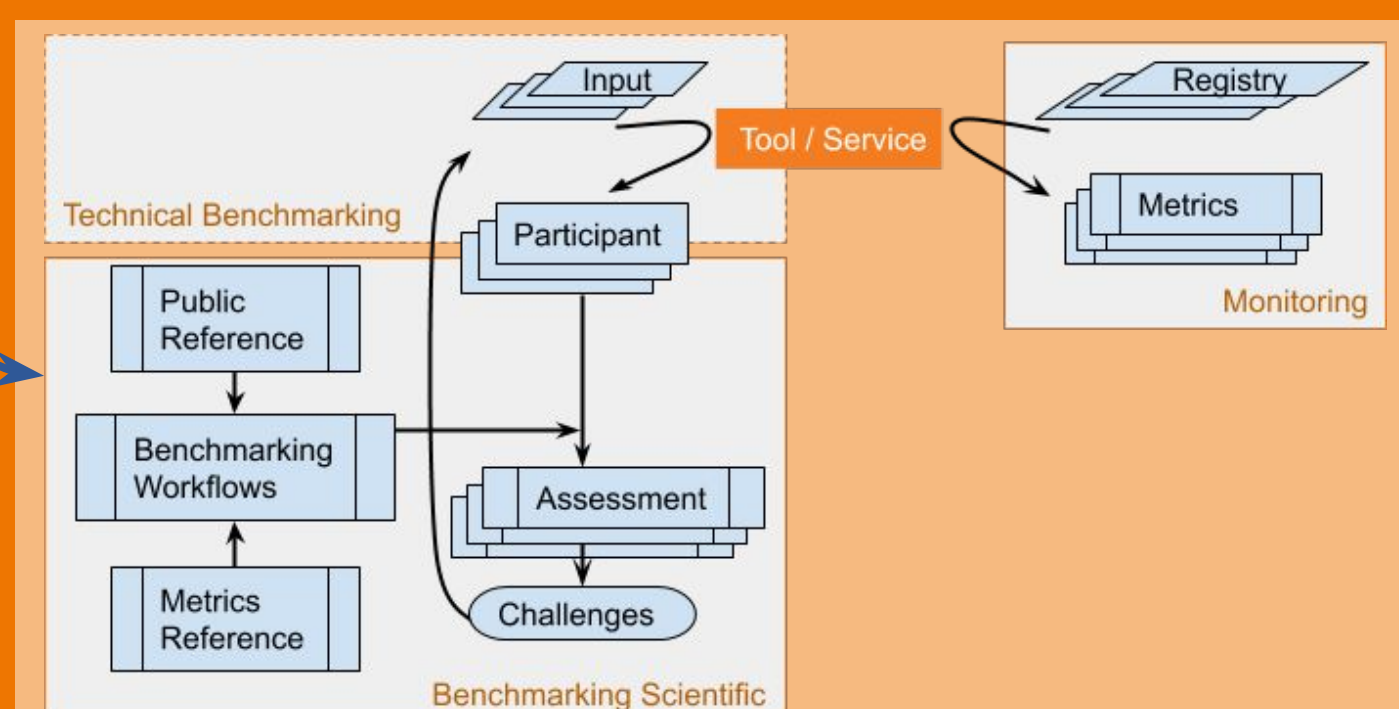 Input
Registry
Tool / Service
Metrics
Technical Benchmarking
Participant
Monitoring
Public
Reference
Benchmarking
Workflows
Assessment
Metrics
Reference
Challenges
Benchmarking Scientific